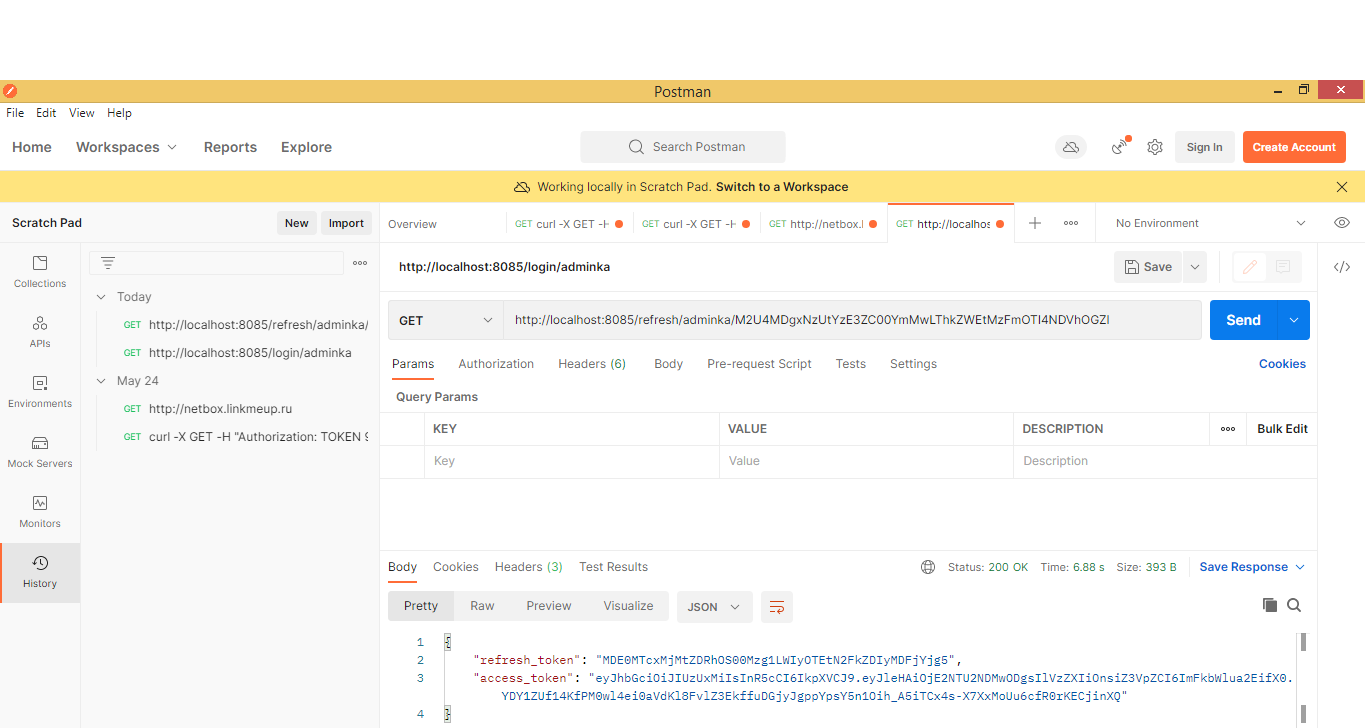 Postman
File Edit View Help
Home Workspaces Reports Explore Search Postman Sign In Create Account
Working locally in Scratch Pad. Switch to a Workspace
Scratch Pad New Import
Overview GET curl -X GET -H GET curl -X GET -H GET http://netbox.l GET http://localhos No Environment
Collections
APIs
Environments
Mock Servers
Monitors
History
Today
GET http://localhost:8085/refresh/adminka/
GET http://localhost:8085/login/adminka
May 24
GET http://netbox.linkmeup.ru
GET curl -X GET -H "Authorization: TOKEN 9
http://localhost:8085/login/adminka Save
GET http://localhost:8085/refresh/adminka/M2U4MDgxNzUtYzE3ZC00YmMwLThkZWEtMzFmOTI4NDVhOGZl Send
Params Authorization Headers (6) Body Pre-request Script Tests Settings Cookies
Query Params
KEY VALUE DESCRIPTION Bulk Edit
Key Value Description
Body Cookies Headers (3) Test Results Status: 200 OK Time: 6.88 s Size: 393 B Save Response
Pretty Raw Preview Visualize JSON
1 {
2 "refresh_token": "MDE0MTcxMjMtZDRhOS00Mzg1LWIyOTEtN2FkZDIyMDFjYjg5",
3 "access_token": "eyJhbGciOiJIUzUxMiIsInR5cCI6IkpXVCJ9.eyJleHAiOjE2NTU2NDMwODgsIlVzZXIiOnsiZ3VpZCI6ImFkbWlua2EifX0.
YDY1ZUf14KfPM0wl4ei0aVdKl8FvlZ3EkffuDGjyJgppYpsY5n1Oih_A5iTCx4s-X7XxMoUu6cfR0rKECjinXQ"
4 }